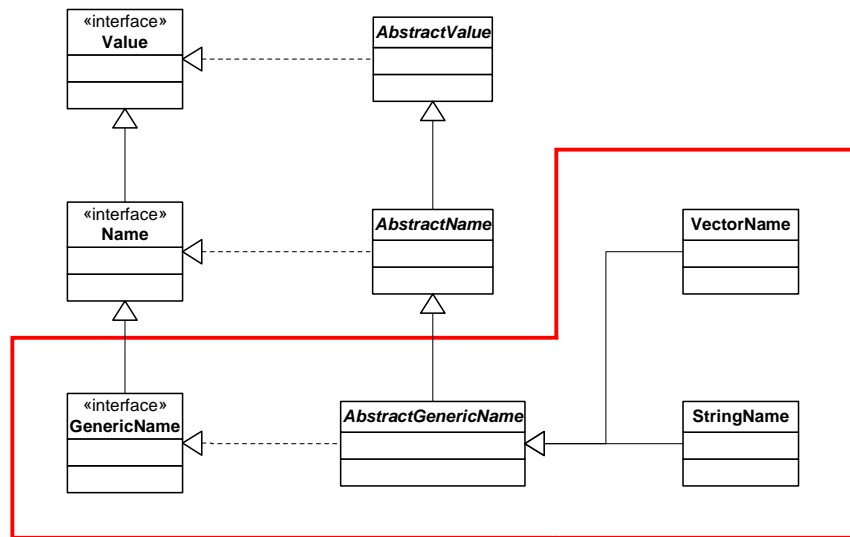 «interface»
Value
AbstractValue
«interface»
Name
AbstractName
VectorName
«interface»
GenericName
AbstractGenericName
StringName